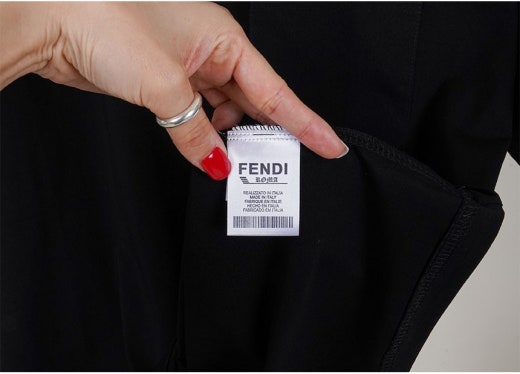 FENDI
ROMA
REALIZZATO IN ITALIA
MADE IN ITALY
FABRIQUE EN ITALIE
HECHO EN ITALIA
FABRICADO EM ITALIA